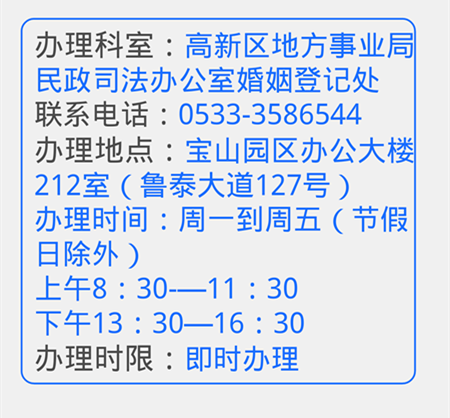 办理科室：高新区地方事业局
民政司法办公室婚姻登记处
联系电话：0533-3586544
办理地点：宝山园区办公大楼
212室（鲁泰大道127号）
办理时间：周一到周五（节假
日除外）
上午8：30-—11：30
下午13：30—16：30
办理时限：即时办理